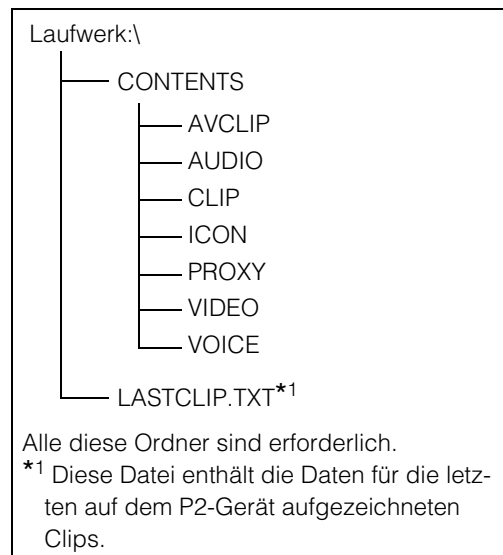 Laufwerk:\
CONTENTS
AVCLIP
AUDIO
CLIP
ICON
PROXY
VIDEO
VOICE
LASTCLIP.TXT*1
Alle diese Ordner sind erforderlich.
*1 Diese Datei enthält die Daten für die letz-
ten auf dem P2-Gerät aufgezeichneten
Clips.